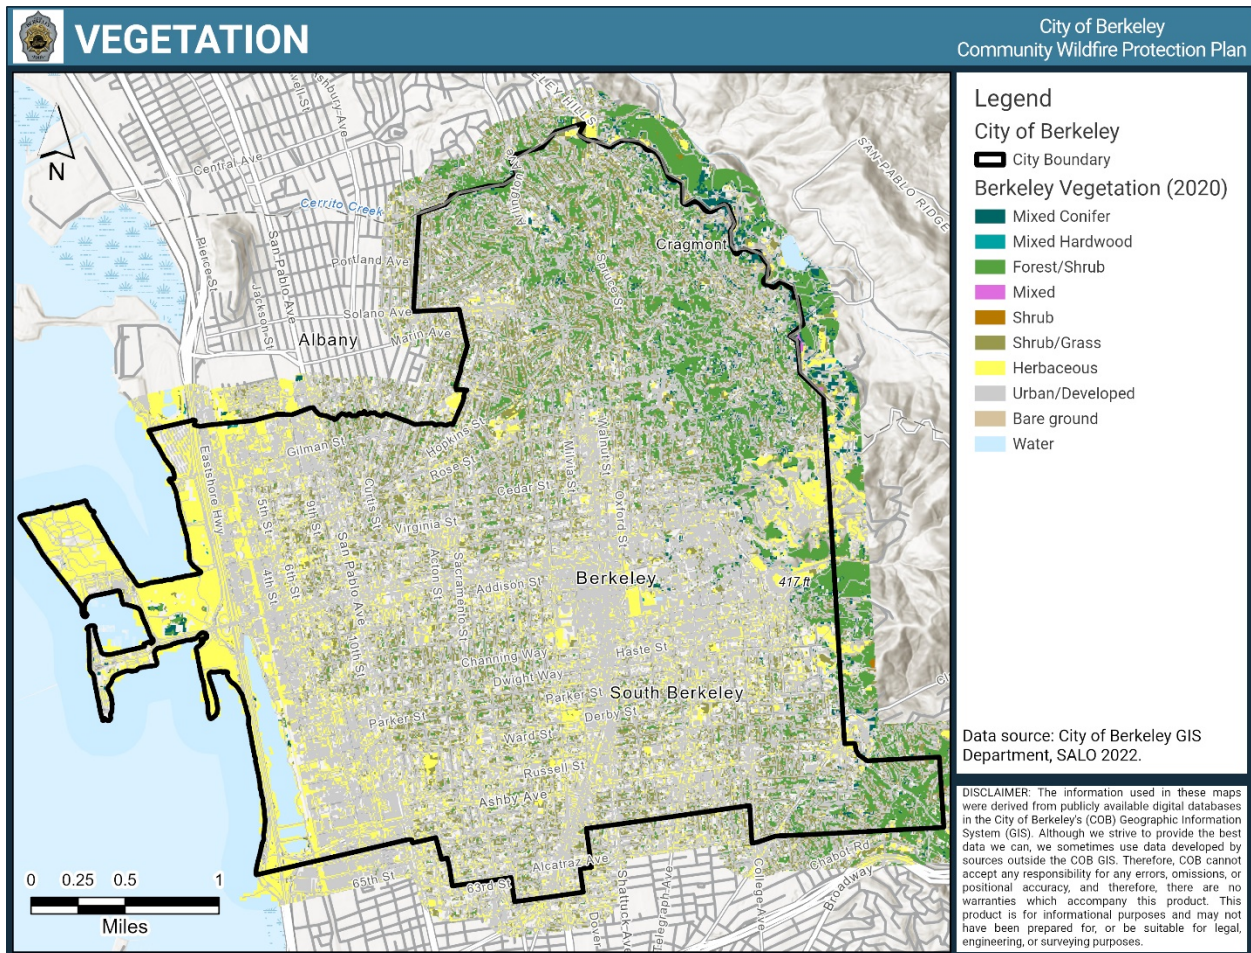 VEGETATION
City of Berkeley
Community Wildfire Protection Plan
N
Central Ave
Cerrito Creek
Pierce St
San Pablo Ave
Jackson St
Portland Ave
Solano Ave
Marin Ave
Albany
Arlington Ave
Spruce St
Cragmont
SAN PABLO RIDGE
Eastshore Hwy
Gilman St
Hopkins St
Rose St
Cedar St
Virginia St
5th St
9th St
Curtis St
Milvia St
Walnut St
Oxford St
4th St
6th St
San Pablo Ave
Acton St
Sacramento St
Addison St
Berkeley
417 ft
10th St
Channing Way
Haste St
Dwight Way
Parker St
South Berkeley
Parker St
Derby St
Ward St
Russell St
Ashby Ave
Alcatraz Ave
65th St
63rd St
Dover
Shattuck Ave
Telegraph Ave
College Ave
Chabot Rd
Broadway
0 0.25 0.5 1
Miles
Legend
City of Berkeley
City Boundary
Berkeley Vegetation (2020)
Mixed Conifer
Mixed Hardwood
Forest/Shrub
Mixed
Shrub
Shrub/Grass
Herbaceous
Urban/Developed
Bare ground
Water
Data source: City of Berkeley GIS
Department, SALO 2022.
DISCLAIMER: The information used in these maps
were derived from publicly available digital databases
in the City of Berkeley's (COB) Geographic Information
System (GIS). Although we strive to provide the best
data we can, we sometimes use data developed by
sources outside the COB GIS. Therefore, COB cannot
accept any responsibility for any errors, omissions, or
positional accuracy, and therefore, there are no
warranties which accompany this product. This
product is for informational purposes and may not
have been prepared for, or be suitable for legal,
engineering, or surveying purposes.